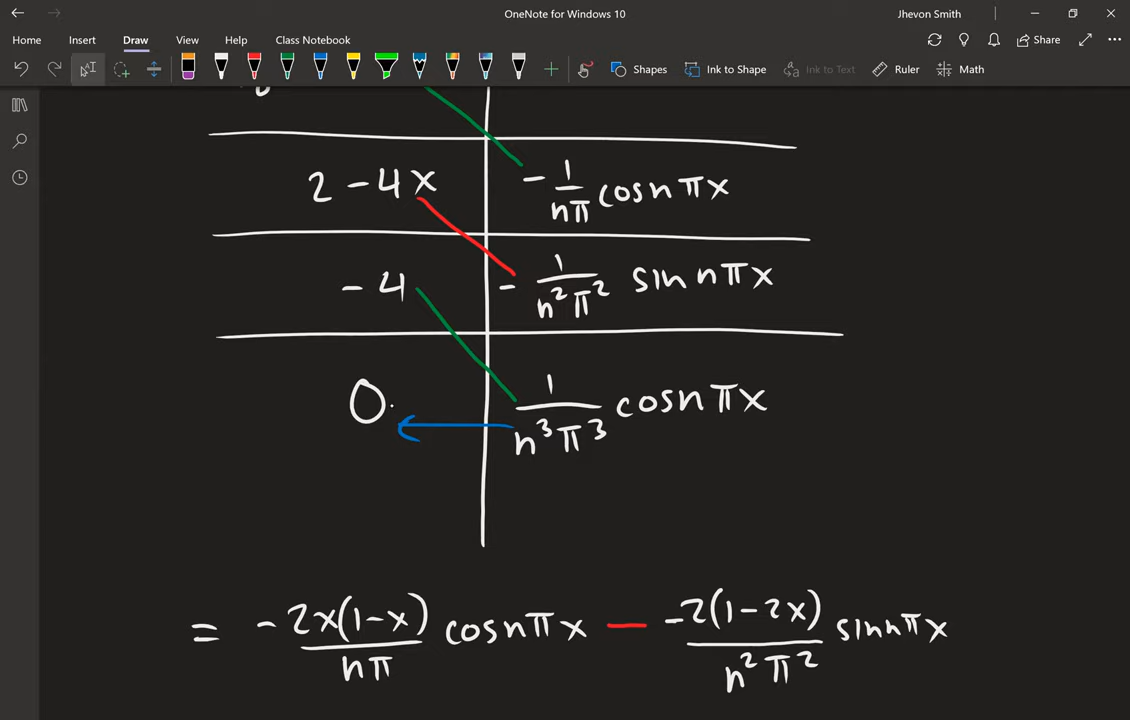 OneNote for Windows 10
Jhevon Smith
Home Insert Draw View Help Class Notebook Share
Shapes Ink to Shape Ink to Text Ruler Math
2 - 4x
- 1/nπ cos nπx
- 4
- 1/n²π² sin nπx
0
1/n³π³ cos nπx
= - 2x(1-x)/nπ cos nπx - -2(1-2x)/n²π² sin nπx